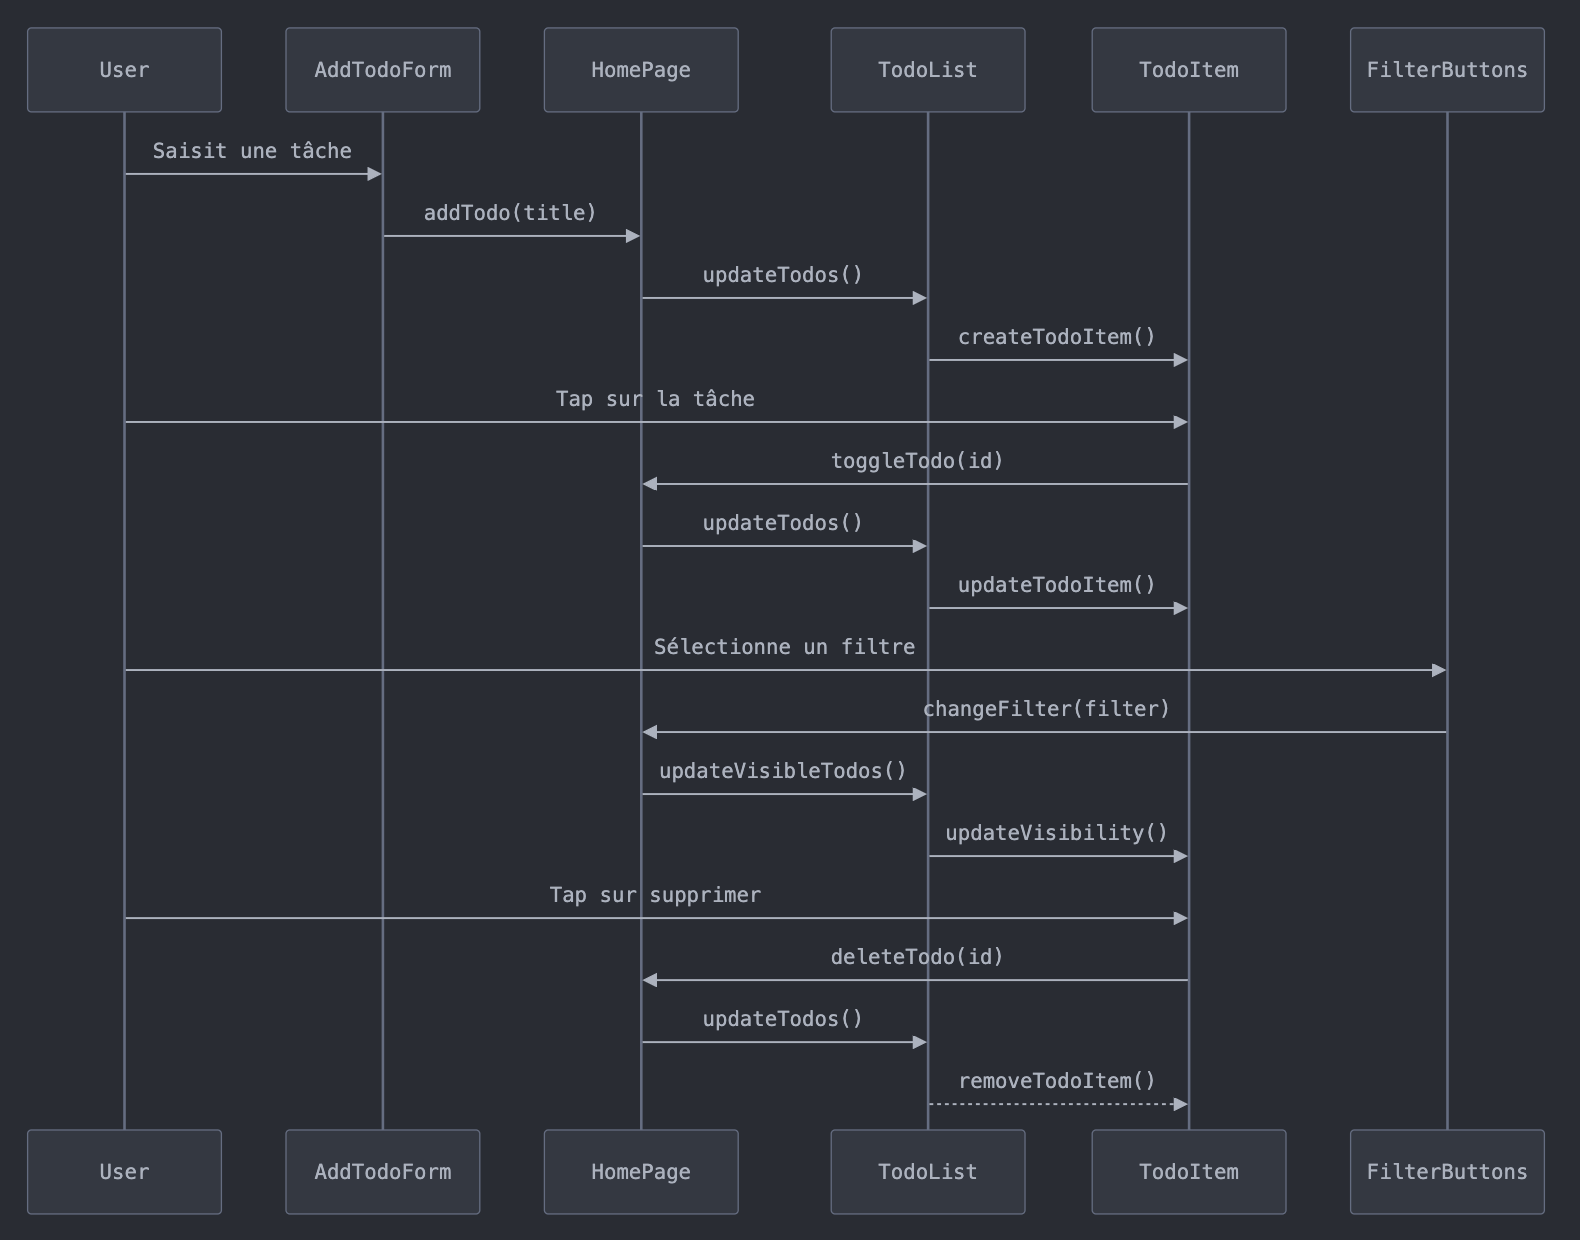 User
AddTodoForm
HomePage
TodoList
TodoItem
FilterButtons
Saisit une tâche
addTodo(title)
updateTodos()
createTodoItem()
Tap sur la tâche
toggleTodo(id)
updateTodos()
updateTodoItem()
Sélectionne un filtre
changeFilter(filter)
updateVisibleTodos()
updateVisibility()
Tap sur supprimer
deleteTodo(id)
updateTodos()
removeTodoItem()
User
AddTodoForm
HomePage
TodoList
TodoItem
FilterButtons